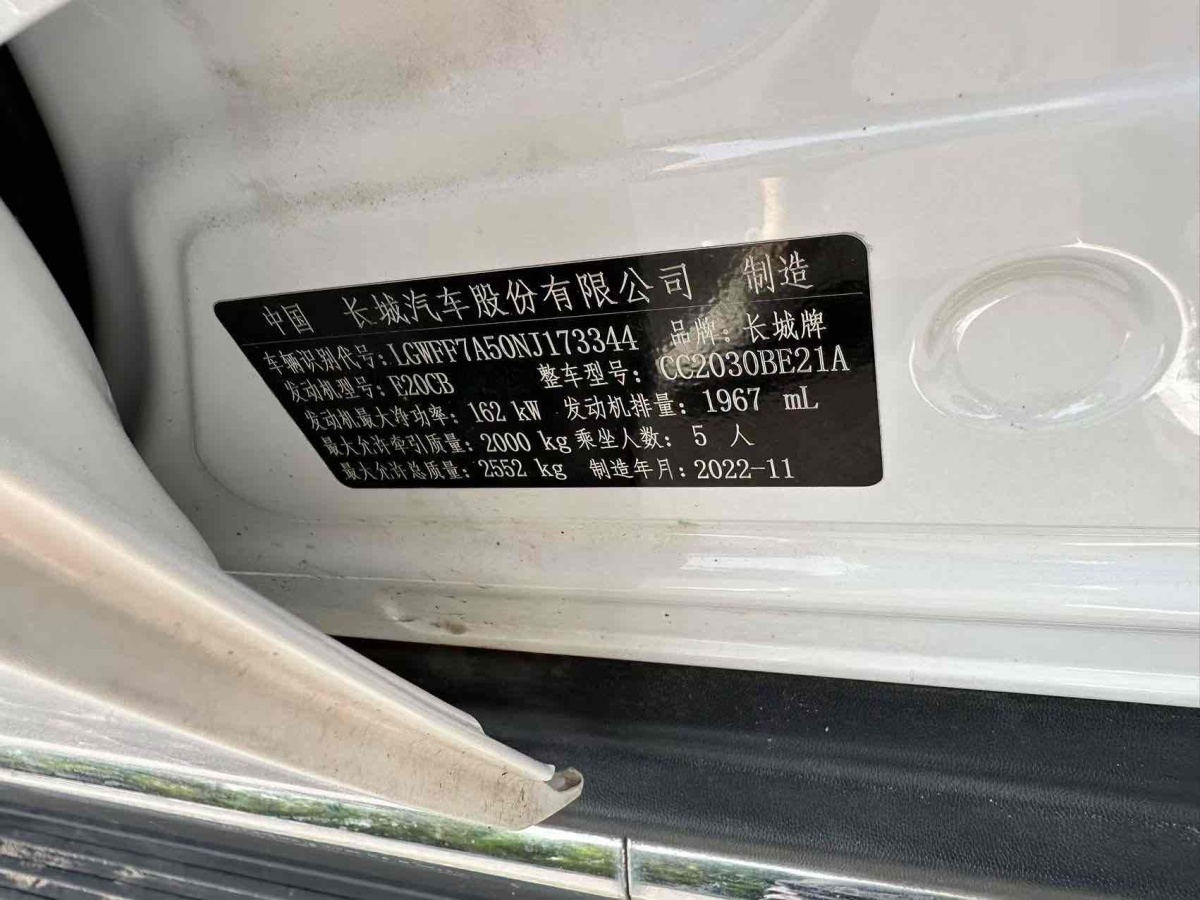 中国 长城汽车股份有限公司 制造
车辆识别代号: LGWFF7A50NJ173344 品牌: 长城牌
发动机型号: E20CB 整车型号: CC2030BE21A
发动机最大净功率: 162 kW 发动机排量: 1967 mL
最大允许牵引质量: 2000 kg 乘坐人数: 5 人
最大允许总质量: 2552 kg 制造年月: 2022-11